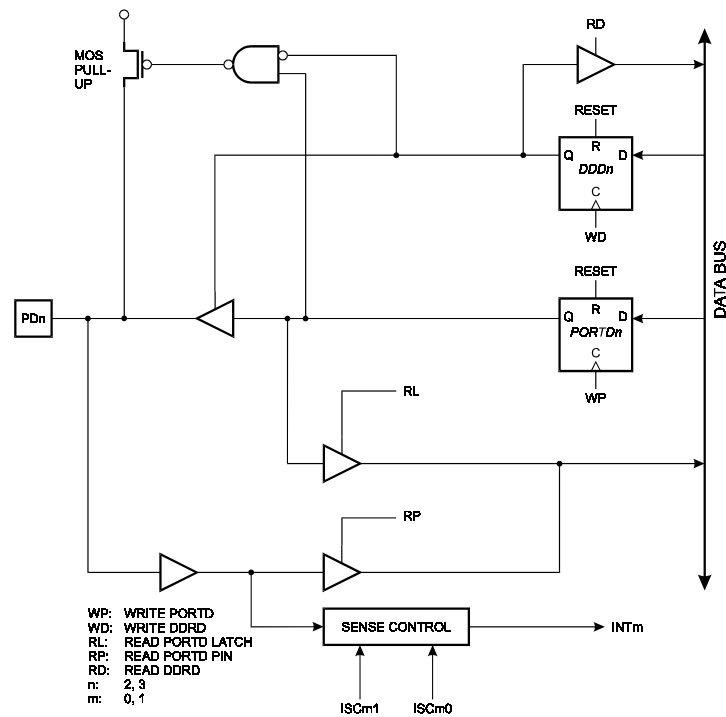 RD
MOS
PULL-
UP
RESET
R
Q
D
DDDn
C
WD
DATA BUS
RESET
PDn
R
Q
D
PORTDn
C
WP
RL
RP
WP: WRITE PORTD
WD: WRITE DDRD
RL: READ PORTD LATCH
RP: READ PORTD PIN
RD: READ DDRD
n: 2, 3
m: 0, 1
SENSE CONTROL
INTm
ISCm1
ISCm0